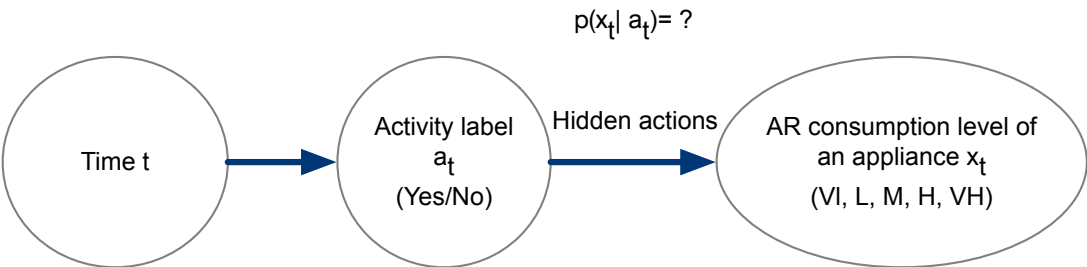 p(xt| at)= ?
Time t
Activity label
at
(Yes/No)
Hidden actions
AR consumption level of
an appliance xt
(Vl, L, M, H, VH)